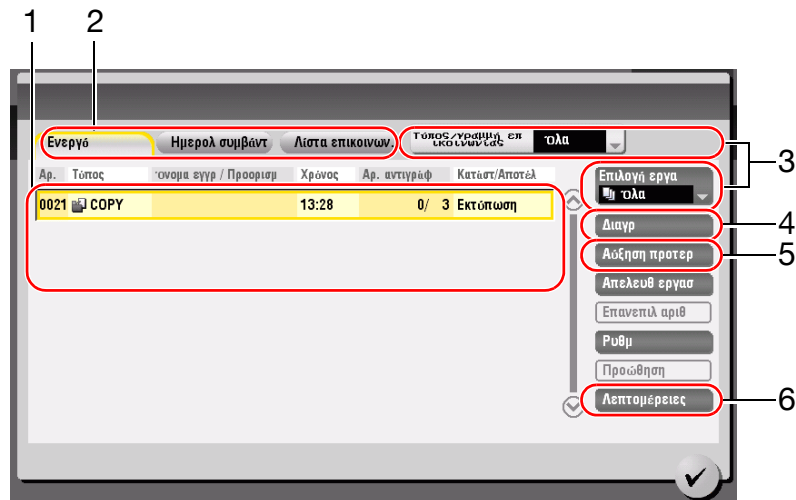 1 2
Ενεργό Ημερολ συμβάντ Λίστα επικοινων. Τύπος/γραμμή επ όλα
ικοινωνίας
3
Αρ. Τύπος όνομα εγγρ / Προορισμ Χρόνος Αρ. αντιγράφ Κατάστ/Αποτέλ Επιλογή εργα
όλα
0021 COPY 13:28 0/ 3 Εκτύπωση
Διαγρ 4
Αύξηση προτερ 5
Απελευθ εργασ
Επανεπιλ αριθ
Ρυθμ
Προώθηση
Λεπτομέρειες 6